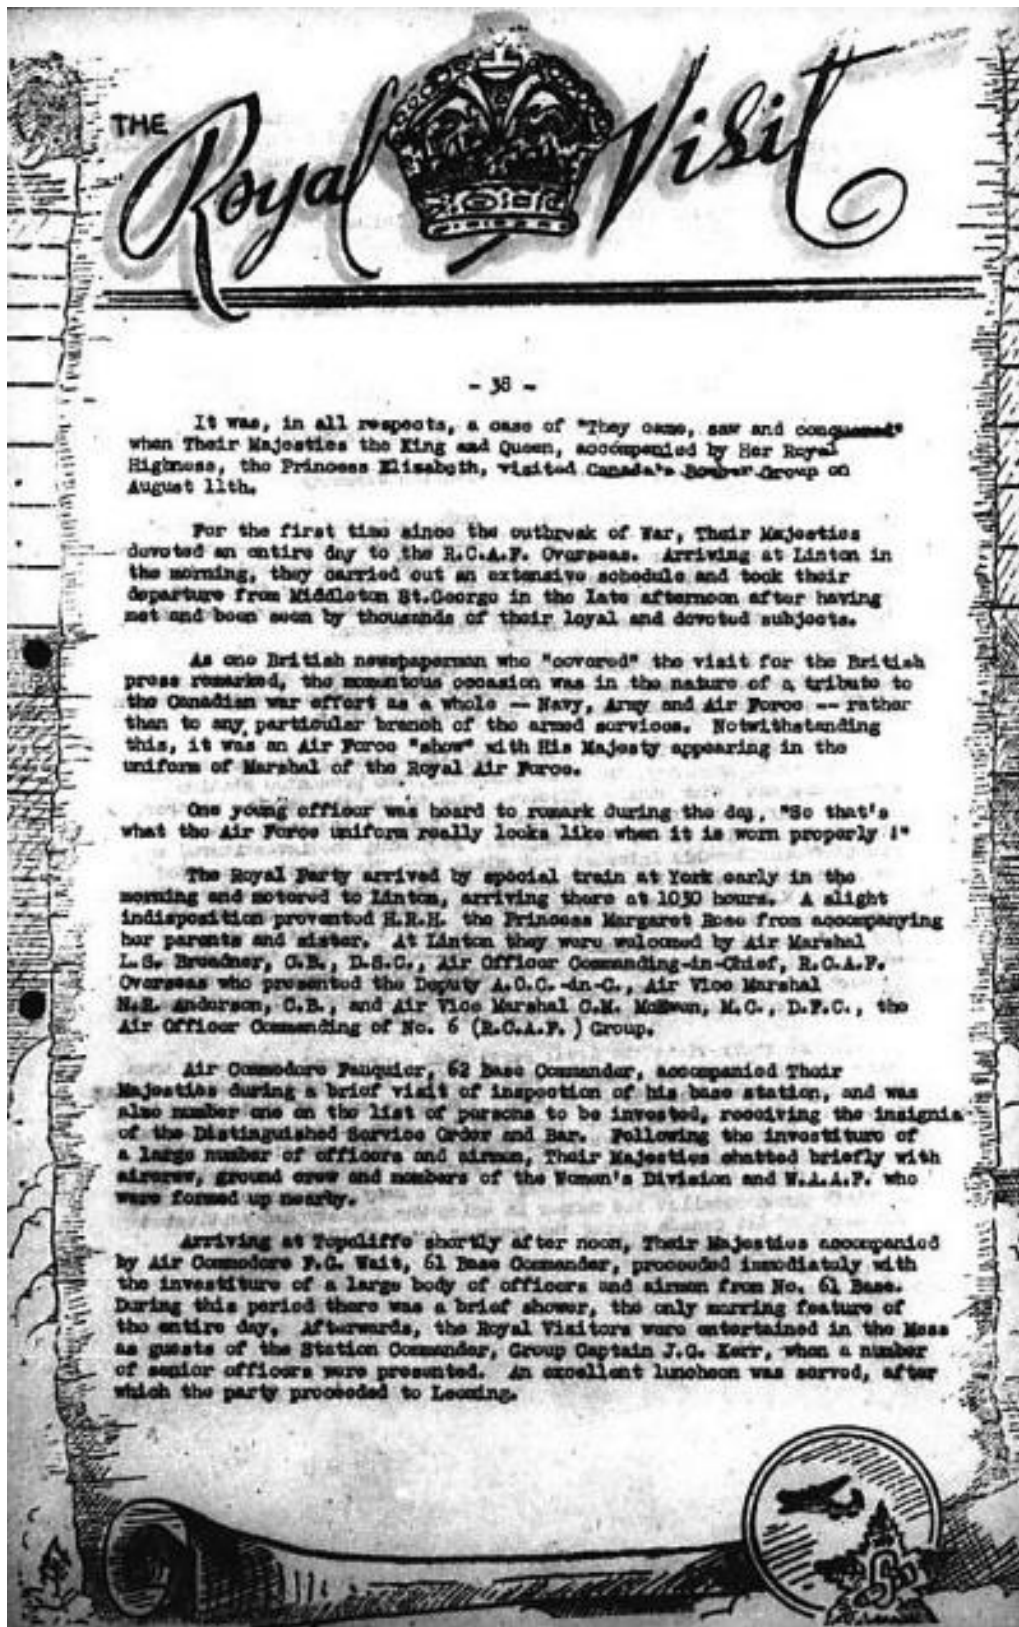 THE Royal Visit
- 38 -
It was, in all respects, a case of "They came, saw and conquered"
when Their Majesties the King and Queen, accompanied by Her Royal
Highness, the Princess Elizabeth, visited Canada's Bomber Group on
August 11th.
For the first time since the outbreak of War, Their Majesties
devoted an entire day to the R.C.A.F. Overseas. Arriving at Linton in
the morning, they carried out an extensive schedule and took their
departure from Middleton St.George in the late afternoon after having
met and been seen by thousands of their loyal and devoted subjects.
As one British newspaperman who "covered" the visit for the British
press remarked, the momentous occasion was in the nature of a tribute to
the Canadian war effort as a whole -- Navy, Army and Air Force -- rather
than to any particular branch of the armed services. Notwithstanding
this, it was an Air Force "show" with His Majesty appearing in the
uniform of Marshal of the Royal Air Force.
One young officer was heard to remark during the day, "So that's
what the Air Force uniform really looks like when it is worn properly !"
The Royal Party arrived by special train at York early in the
morning and motored to Linton, arriving there at 1030 hours. A slight
indisposition prevented H.R.H. the Princess Margaret Rose from accompanying
her parents and sister. At Linton they were welcomed by Air Marshal
L.S. Breadner, C.B., D.S.C., Air Officer Commanding-in-Chief, R.C.A.F.
Overseas who presented the Deputy A.O.C.-in-C., Air Vice Marshal
N.R. Anderson, C.B., and Air Vice Marshal C.M. McEwen, M.C., D.F.C., the
Air Officer Commanding of No. 6 (R.C.A.F.) Group.
Air Commodore Fauquier, 62 Base Commander, accompanied Their
Majesties during a brief visit of inspection of his base station, and was
also number one on the list of persons to be invested, receiving the insignia
of the Distinguished Service Order and Bar. Following the investiture of
a large number of officers and airmen, Their Majesties chatted briefly with
aircrew, ground crew and members of the Women's Division and W.A.A.F. who
were formed up nearby.
Arriving at Topcliffe shortly after noon, Their Majesties accompanied
by Air Commodore F.G. Wait, 61 Base Commander, proceeded immediately with
the investiture of a large body of officers and airmen from No. 61 Base.
During this period there was a brief shower, the only marring feature of
the entire day. Afterwards, the Royal Visitors were entertained in the Mess
as guests of the Station Commander, Group Captain J.G. Kerr, when a number
of senior officers were presented. An excellent luncheon was served, after
which the party proceeded to Leeming.